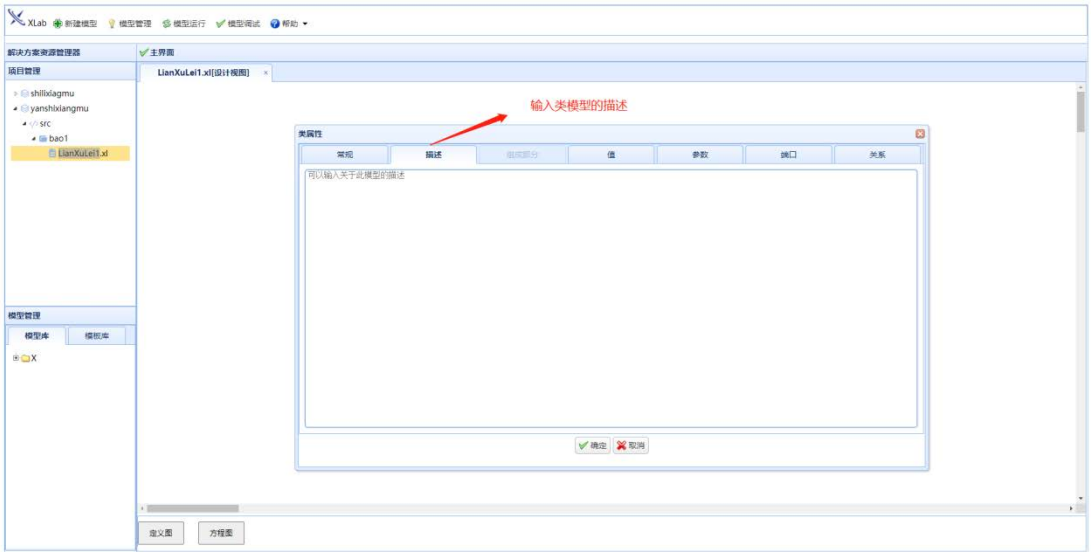 XLab 新建模型 模型管理 模型运行 模型调试 帮助
解决方案资源管理器
主界面
项目管理
LianXuLei1.xl[设计视图] ×
shilixiagmu
yanshixiangmu
src
bao1
LianXuLei1.xl
输入类模型的描述
类属性
常规 描述 组成部分 值 参数 端口 关系
可以输入关于此模型的描述
确定 取消
模型管理
模型库 模板库
X
定义图 方程图